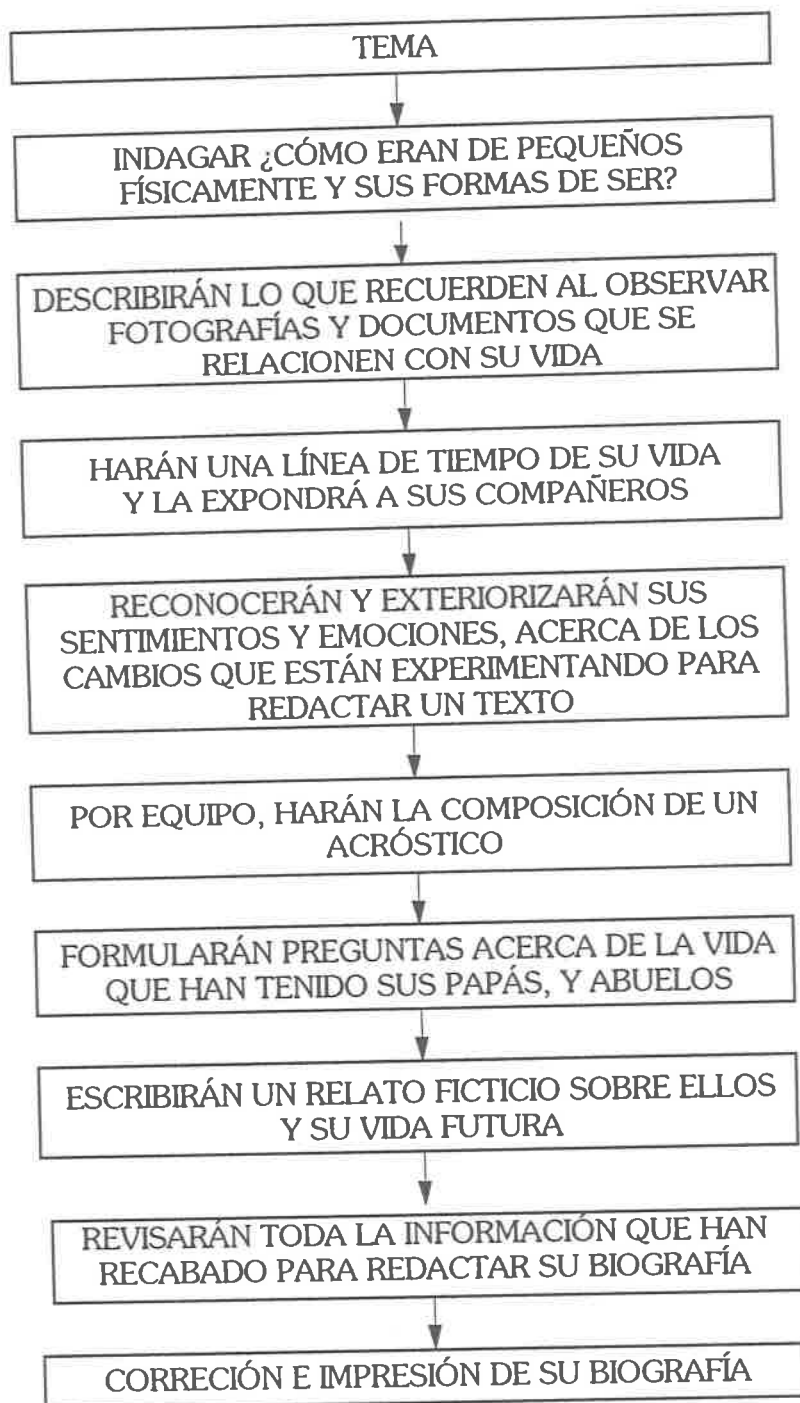 TEMA
INDAGAR ¿CÓMO ERAN DE PEQUEÑOS
FÍSICAMENTE Y SUS FORMAS DE SER?
DESCRIBIRÁN LO QUE RECUERDEN AL OBSERVAR
FOTOGRAFÍAS Y DOCUMENTOS QUE SE
RELACIONEN CON SU VIDA
HARÁN UNA LÍNEA DE TIEMPO DE SU VIDA
Y LA EXPONDRÁ A SUS COMPAÑEROS
RECONOCERÁN Y EXTERIORIZARÁN SUS
SENTIMIENTOS Y EMOCIONES, ACERCA DE LOS
CAMBIOS QUE ESTÁN EXPERIMENTANDO PARA
REDACTAR UN TEXTO
POR EQUIPO, HARÁN LA COMPOSICIÓN DE UN
ACRÓSTICO
FORMULARÁN PREGUNTAS ACERCA DE LA VIDA
QUE HAN TENIDO SUS PAPÁS, Y ABUELOS
ESCRIBIRÁN UN RELATO FICTICIO SOBRE ELLOS
Y SU VIDA FUTURA
REVISARÁN TODA LA INFORMACIÓN QUE HAN
RECABADO PARA REDACTAR SU BIOGRAFÍA
CORRECIÓN E IMPRESIÓN DE SU BIOGRAFÍA